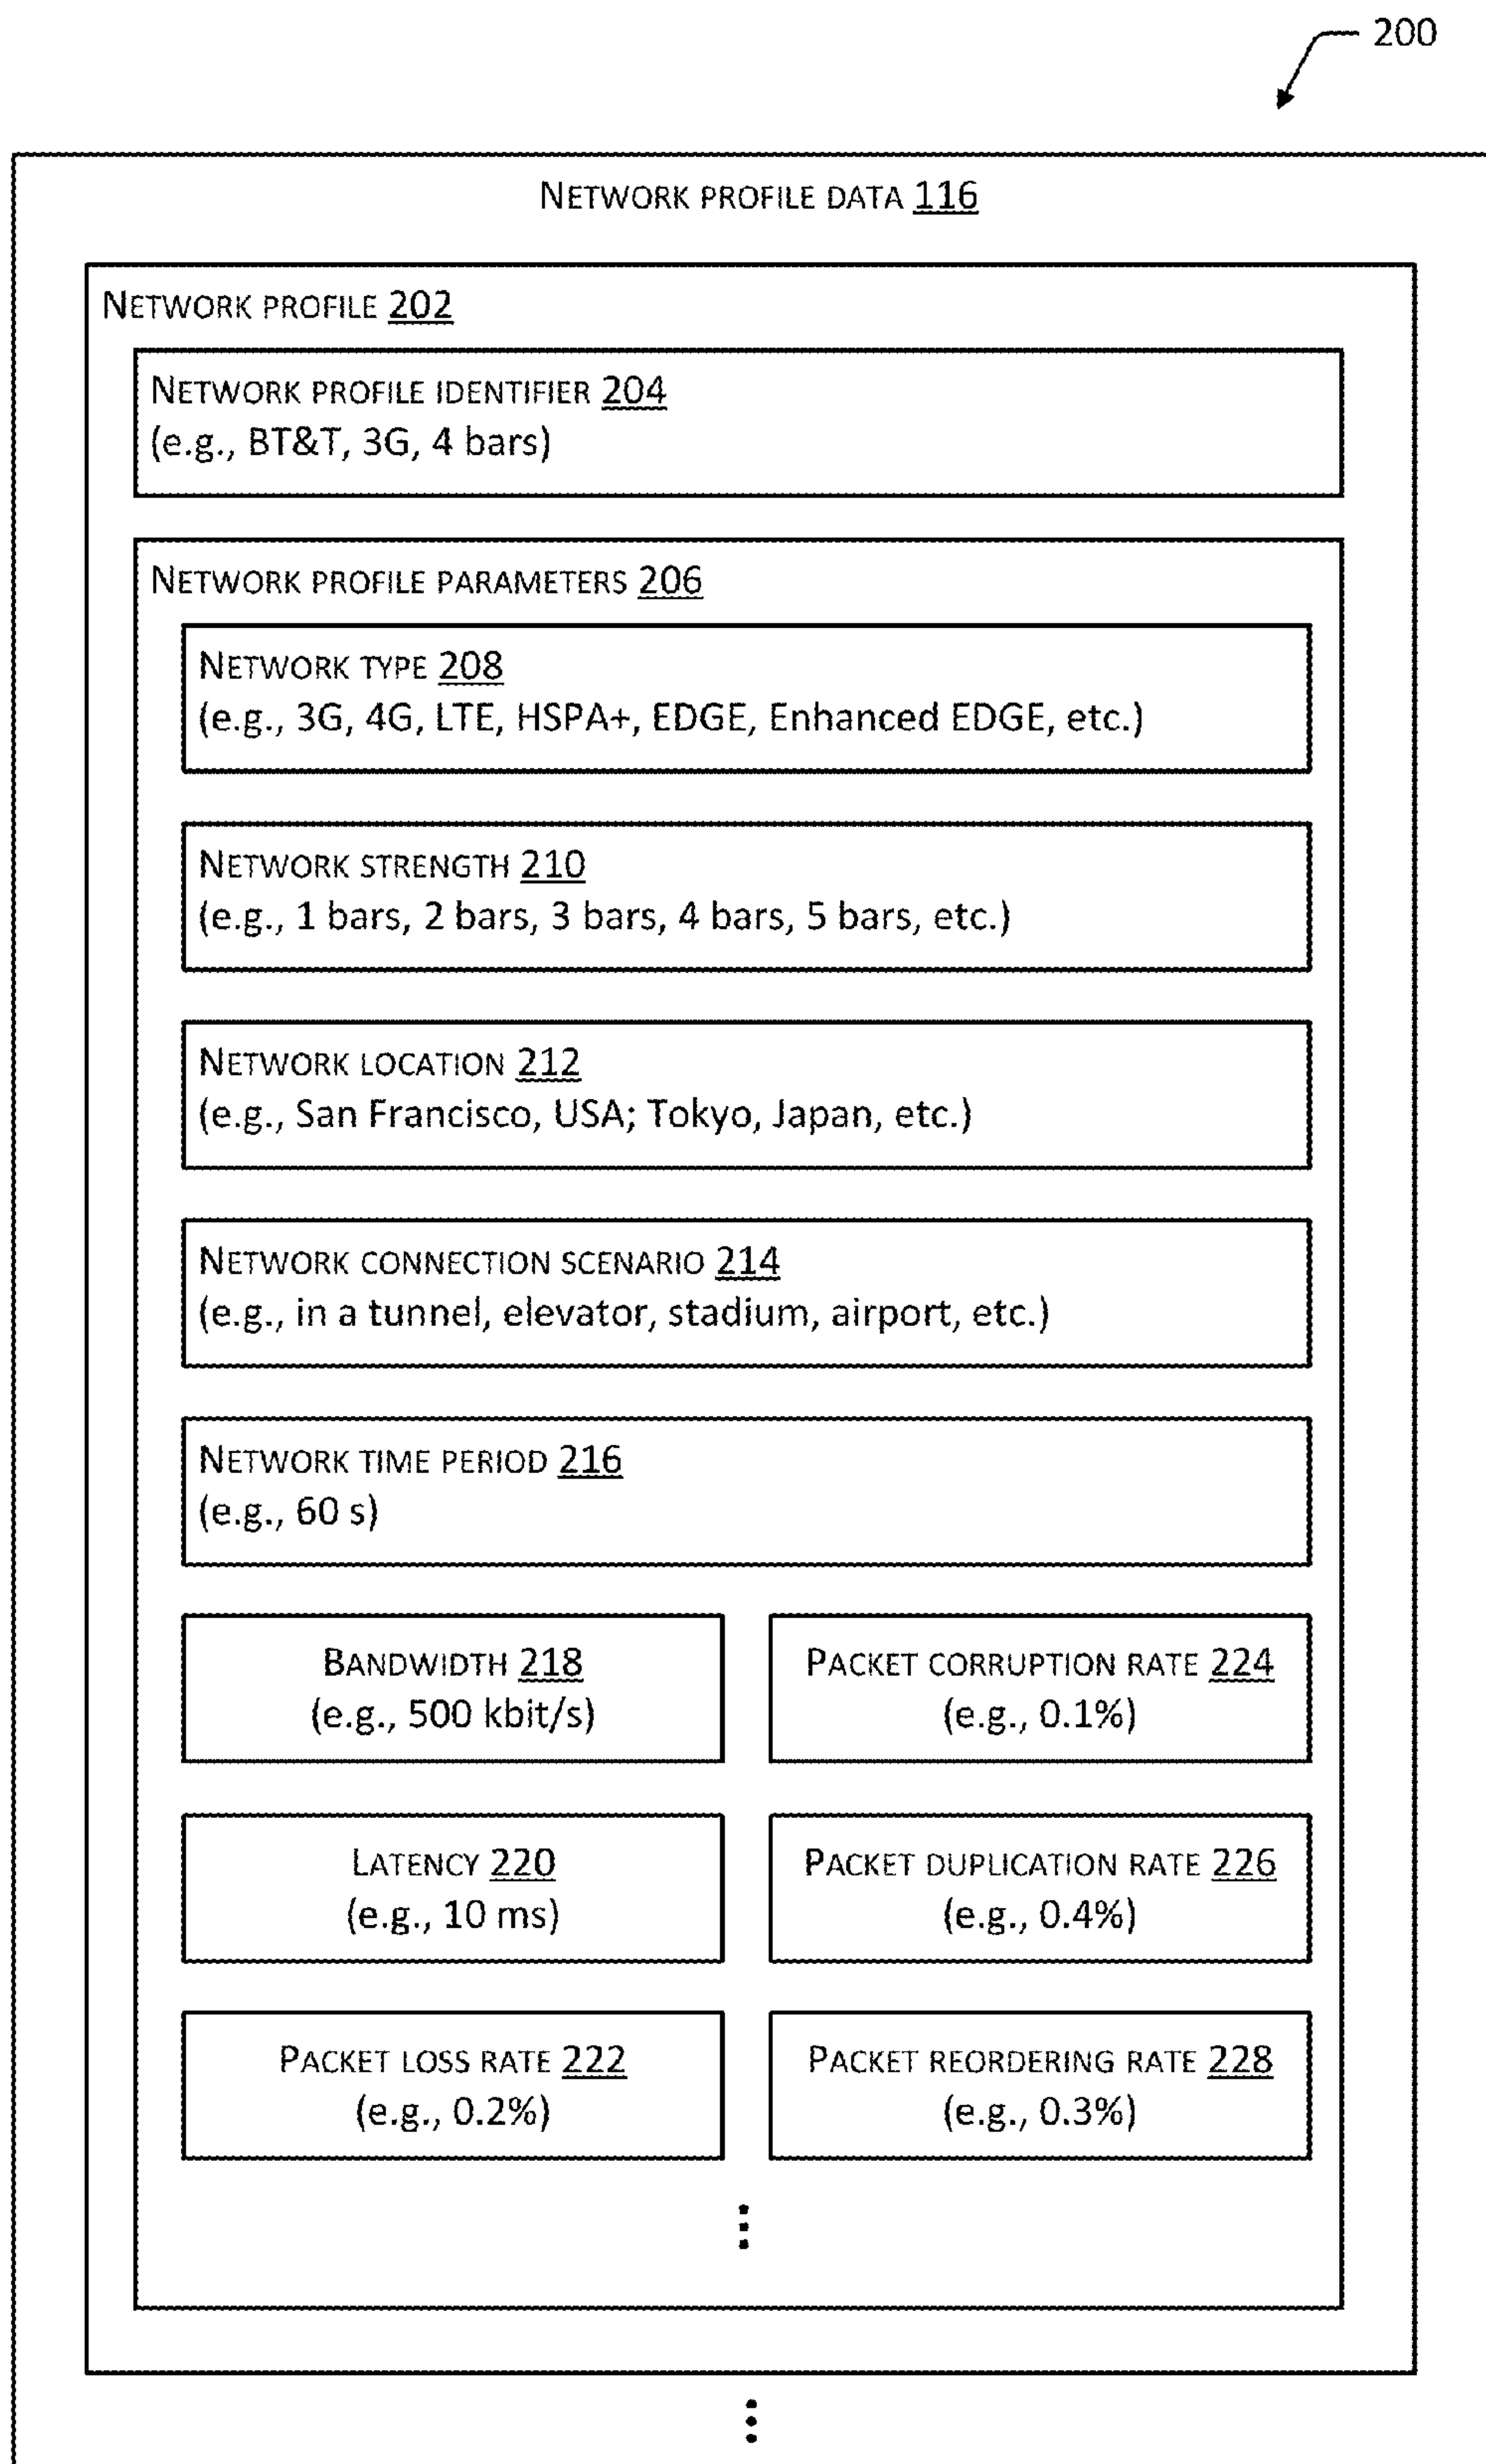 200
NETWORK PROFILE DATA 116
NETWORK PROFILE 202
NETWORK PROFILE IDENTIFIER 204
(e.g., BT&T, 3G, 4 bars)
NETWORK PROFILE PARAMETERS 206
NETWORK TYPE 208
(e.g., 3G, 4G, LTE, HSPA+, EDGE, Enhanced EDGE, etc.)
NETWORK STRENGTH 210
(e.g., 1 bars, 2 bars, 3 bars, 4 bars, 5 bars, etc.)
NETWORK LOCATION 212
(e.g., San Francisco, USA; Tokyo, Japan, etc.)
NETWORK CONNECTION SCENARIO 214
(e.g., in a tunnel, elevator, stadium, airport, etc.)
NETWORK TIME PERIOD 216
(e.g., 60 s)
BANDWIDTH 218
(e.g., 500 kbit/s)
PACKET CORRUPTION RATE 224
(e.g., 0.1%)
LATENCY 220
(e.g., 10 ms)
PACKET DUPLICATION RATE 226
(e.g., 0.4%)
PACKET LOSS RATE 222
(e.g., 0.2%)
PACKET REORDERING RATE 228
(e.g., 0.3%)